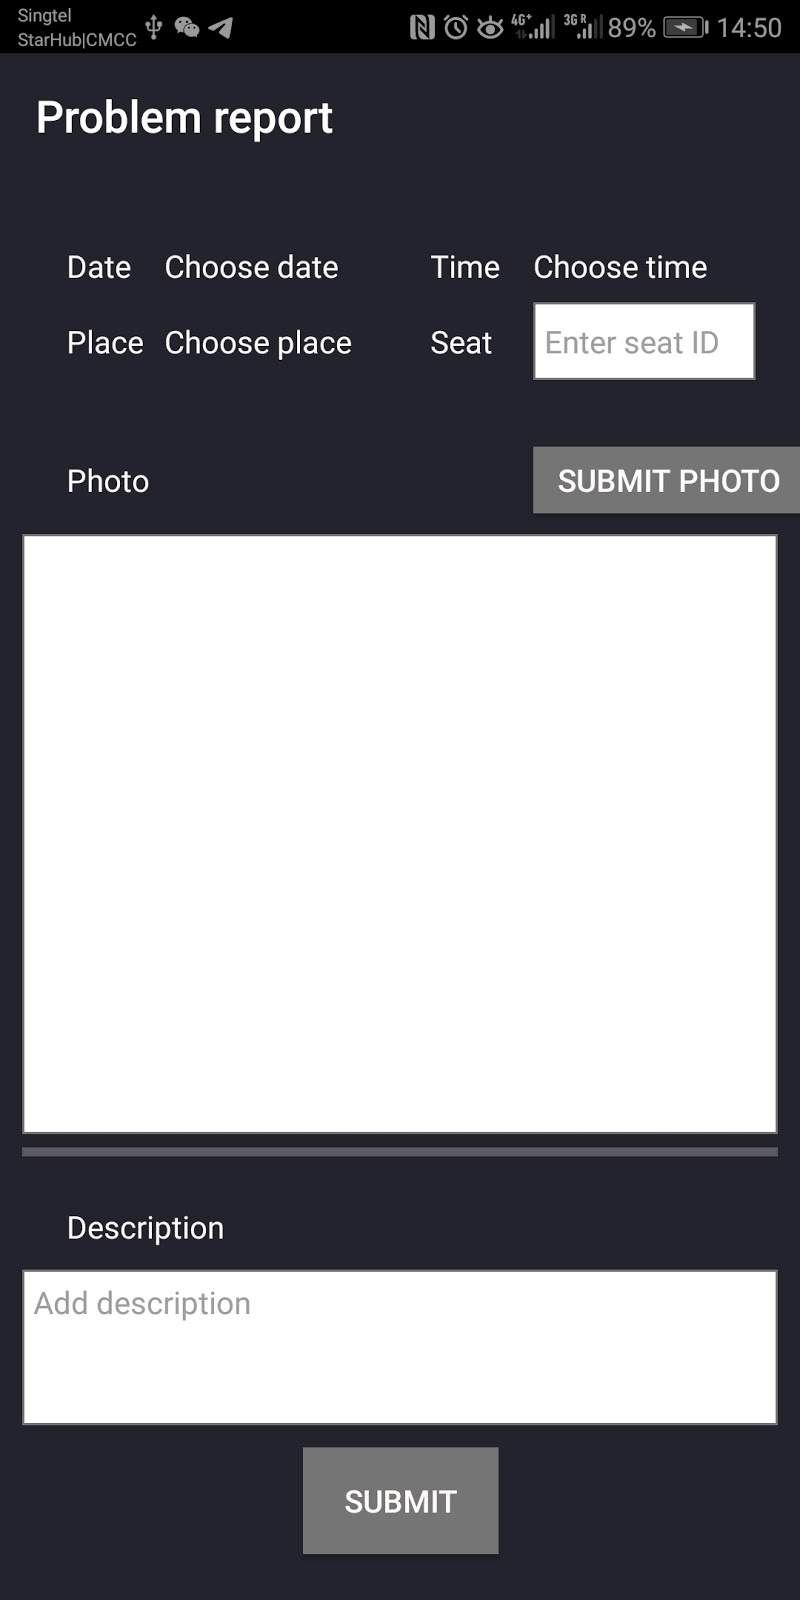 Singtel
StarHub|CMCC 4G+ 3G R 89% 14:50
Problem report
Date Choose date Time Choose time
Place Choose place Seat Enter seat ID
Photo SUBMIT PHOTO
Description
Add description
SUBMIT